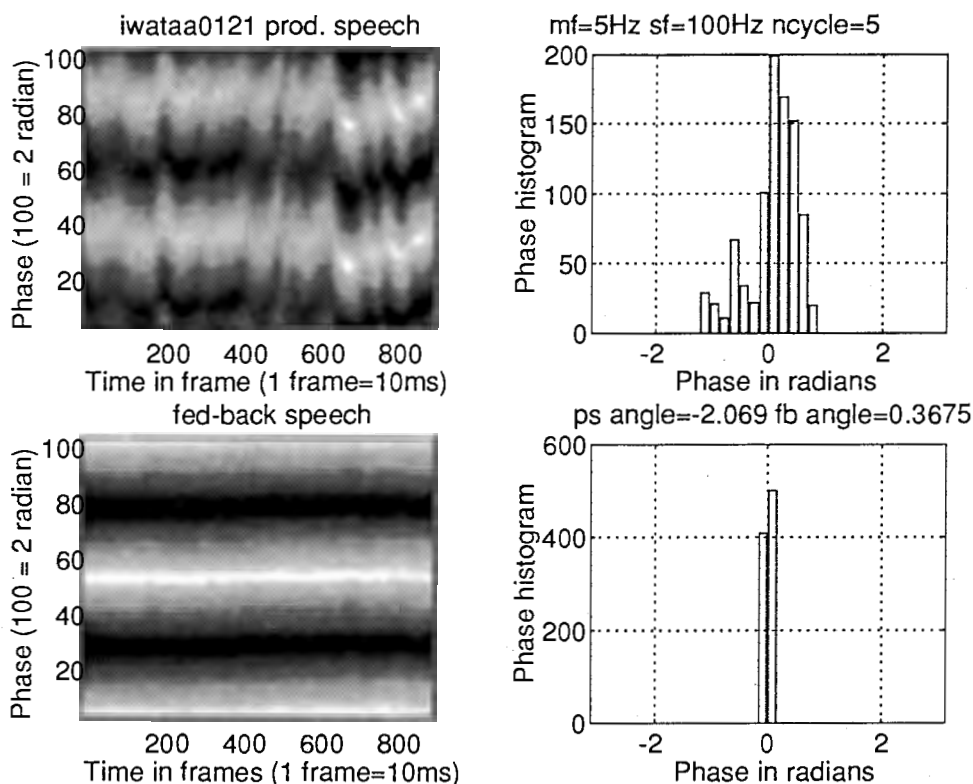 iwataa0121 prod. speech
Phase (100 = 2 radian)
100
80
60
40
20
200 400 600 800
Time in frame (1 frame=10ms)
mf=5Hz sf=100Hz ncycle=5
Phase histogram
200
150
100
50
0
-2 0 2
Phase in radians
fed-back speech
Phase (100 = 2 radian)
100
80
60
40
20
200 400 600 800
Time in frames (1 frame=10ms)
ps angle=-2.069 fb angle=0.3675
Phase histogram
600
400
200
0
-2 0 2
Phase in radians